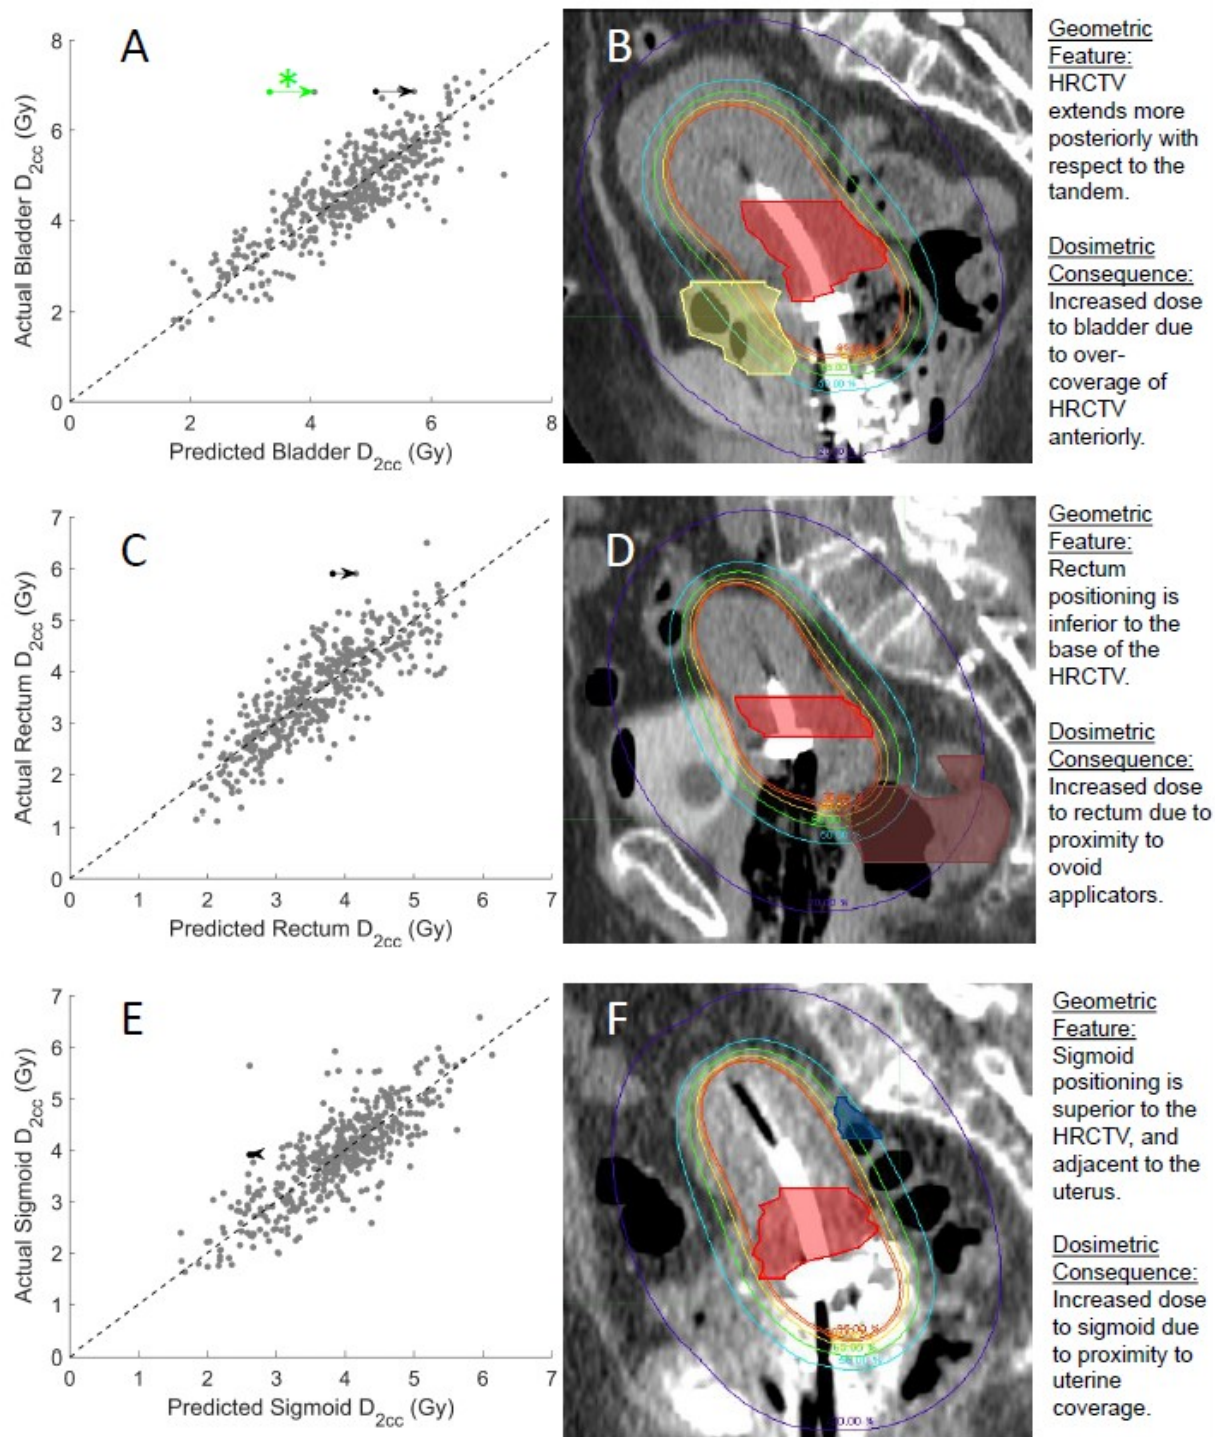 A
8
6
4
2
0
0
2
4
6
8
Actual Bladder D2cc (Gy)
Predicted Bladder D2cc (Gy)
*
B
Geometric
Feature:
HRCTV
extends more
posteriorly with
respect to the
tandem.
Dosimetric
Consequence:
Increased dose
to bladder due
to over-
coverage of
HRCTV
anteriorly.
C
7
6
5
4
3
2
1
0
0
1
2
3
4
5
6
7
Actual Rectum D2cc (Gy)
Predicted Rectum D2cc (Gy)
D
Geometric
Feature:
Rectum
positioning is
inferior to the
base of the
HRCTV.
Dosimetric
Consequence:
Increased dose
to rectum due to
proximity to
ovoid
applicators.
E
7
6
5
4
3
2
1
0
0
1
2
3
4
5
6
7
Actual Sigmoid D2cc (Gy)
Predicted Sigmoid D2cc (Gy)
F
Geometric
Feature:
Sigmoid
positioning is
superior to the
HRCTV, and
adjacent to the
uterus.
Dosimetric
Consequence:
Increased dose
to sigmoid due
to proximity to
uterine
coverage.